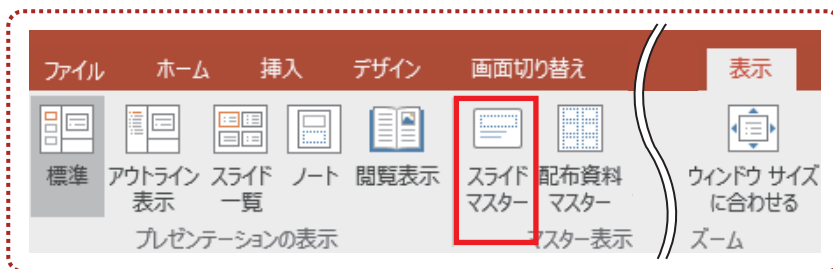 ファイル ホーム 挿入 デザイン 画面切り替え 表示
標準 アウトライン スライド ノート 閲覧表示 スライド 配布資料 ウィンドウ サイズ
表示 一覧 マスター マスター に合わせる
プレゼンテーションの表示 マスター表示 ズーム